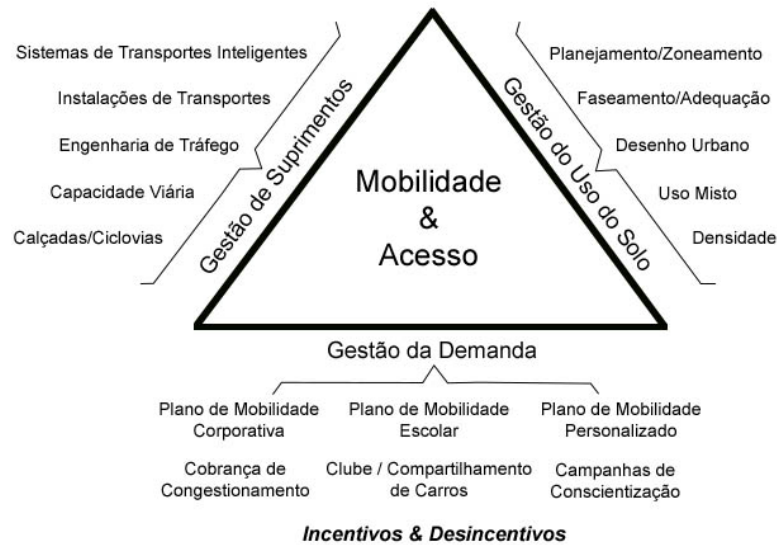 Sistemas de Transportes Inteligentes
Instalações de Transportes
Engenharia de Tráfego
Capacidade Viária
Calçadas/Ciclovias
Gestão de Suprimentos
Mobilidade
&
Acesso
Gestão do Uso do Solo
Planejamento/Zoneamento
Faseamento/Adequação
Desenho Urbano
Uso Misto
Densidade
Gestão da Demanda
Plano de Mobilidade
Corporativa
Plano de Mobilidade
Escolar
Plano de Mobilidade
Personalizado
Cobrança de
Congestionamento
Clube / Compartilhamento
de Carros
Campanhas de
Conscientização
Incentivos & Desincentivos